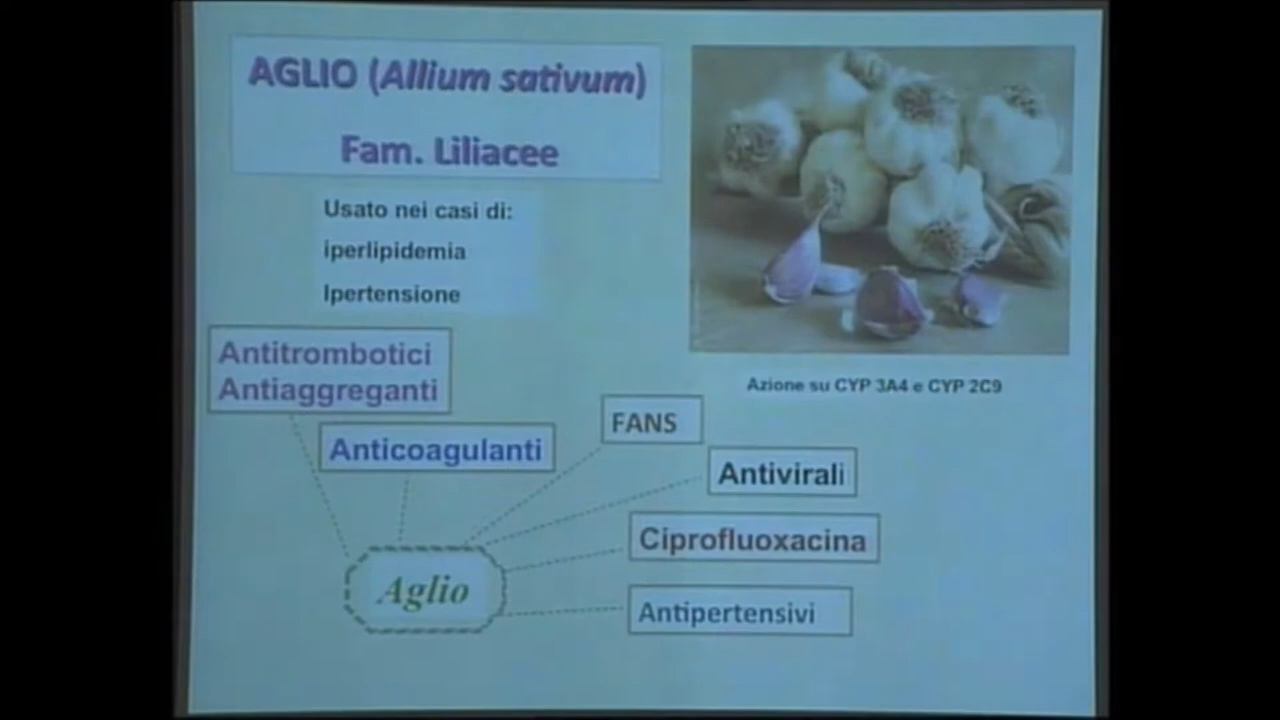 AGLIO (Allium sativum)
Fam. Liliacee
Usato nei casi di:
iperlipidemia
Ipertensione
Azione su CYP 3A4 e CYP 2C9
Antitrombotici
Antiaggreganti
Anticoagulanti
FANS
Antivirali
Ciprofluoxacina
Antipertensivi
Aglio